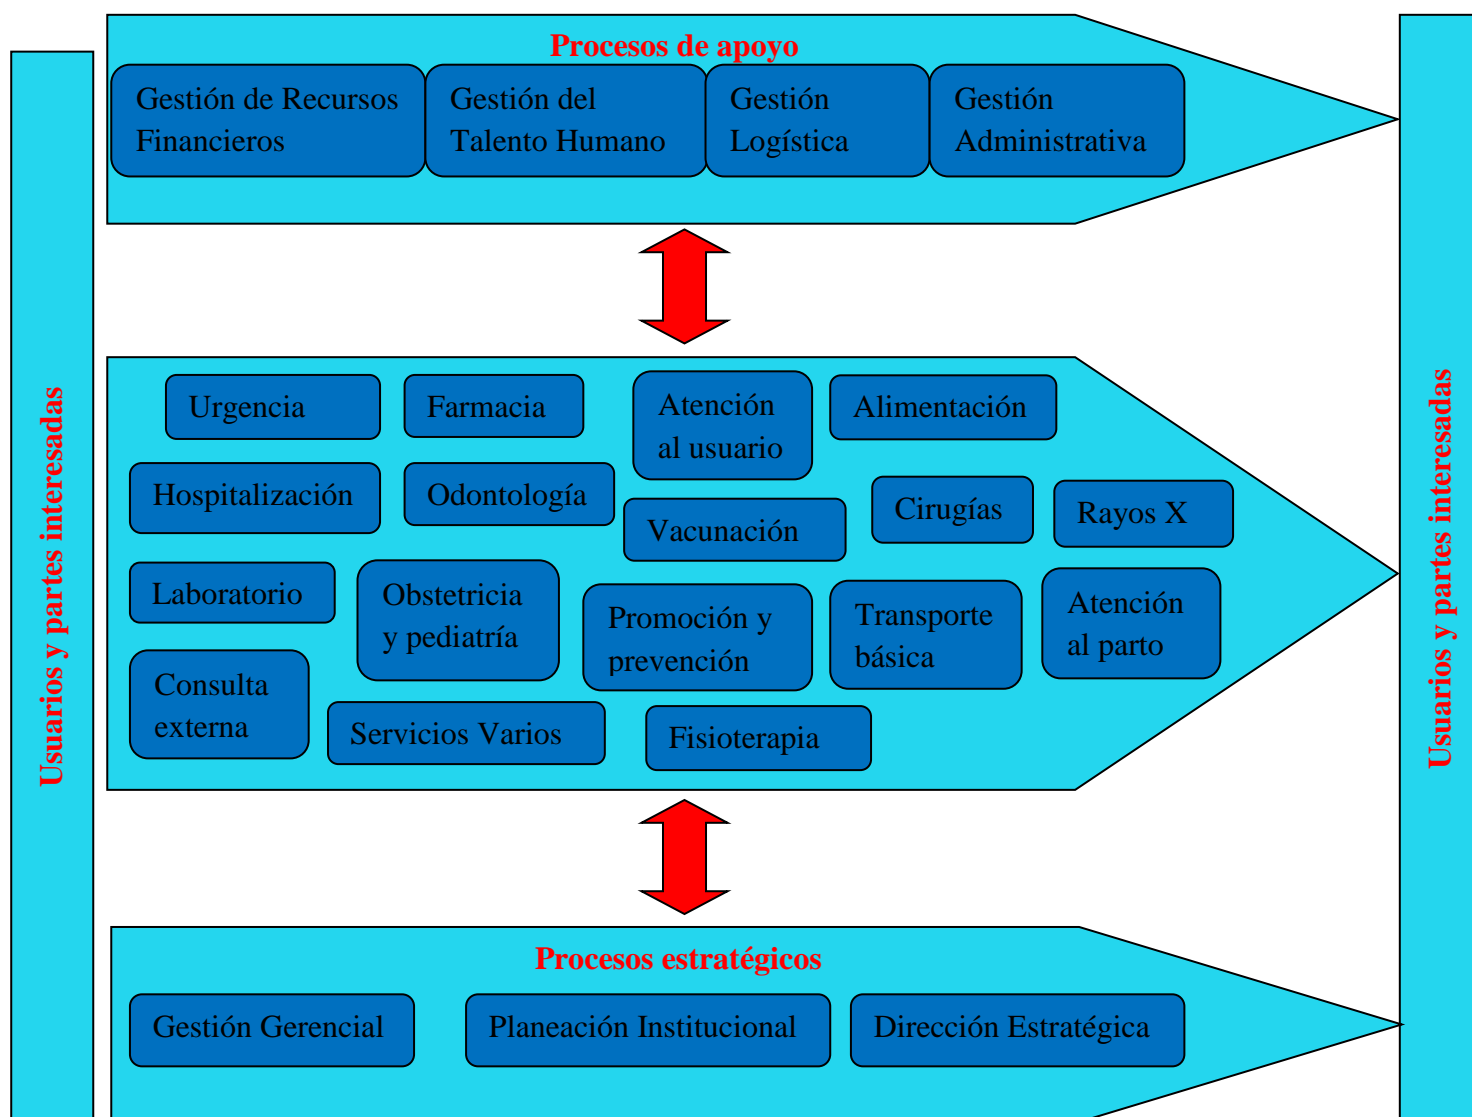 Usuarios y partes interesadas
Procesos de apoyo
Gestión de Recursos
Financieros
Gestión del
Talento Humano
Gestión
Logística
Gestión
Administrativa
Urgencia
Farmacia
Atención
al usuario
Alimentación
Hospitalización
Odontología
Vacunación
Cirugías
Rayos X
Laboratorio
Obstetricia
y pediatría
Promoción y
prevención
Transporte
básica
Atención
al parto
Consulta
externa
Servicios Varios
Fisioterapia
Procesos estratégicos
Gestión Gerencial
Planeación Institucional
Dirección Estratégica
Usuarios y partes interesadas